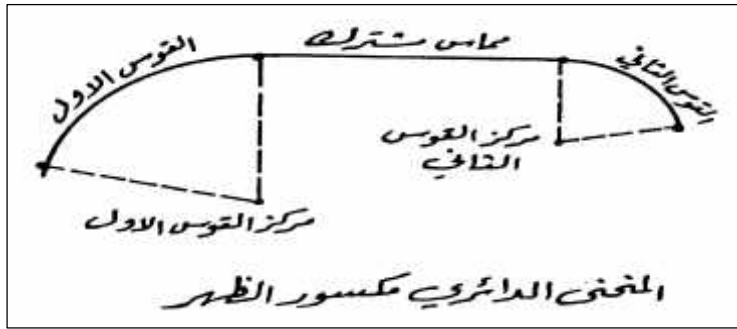 القوس الاول
مماس مشترك
القوس الثاني
مركز القوس
الثاني
مركز القوس الاول
المنحنى الدائري مكسور الظهر